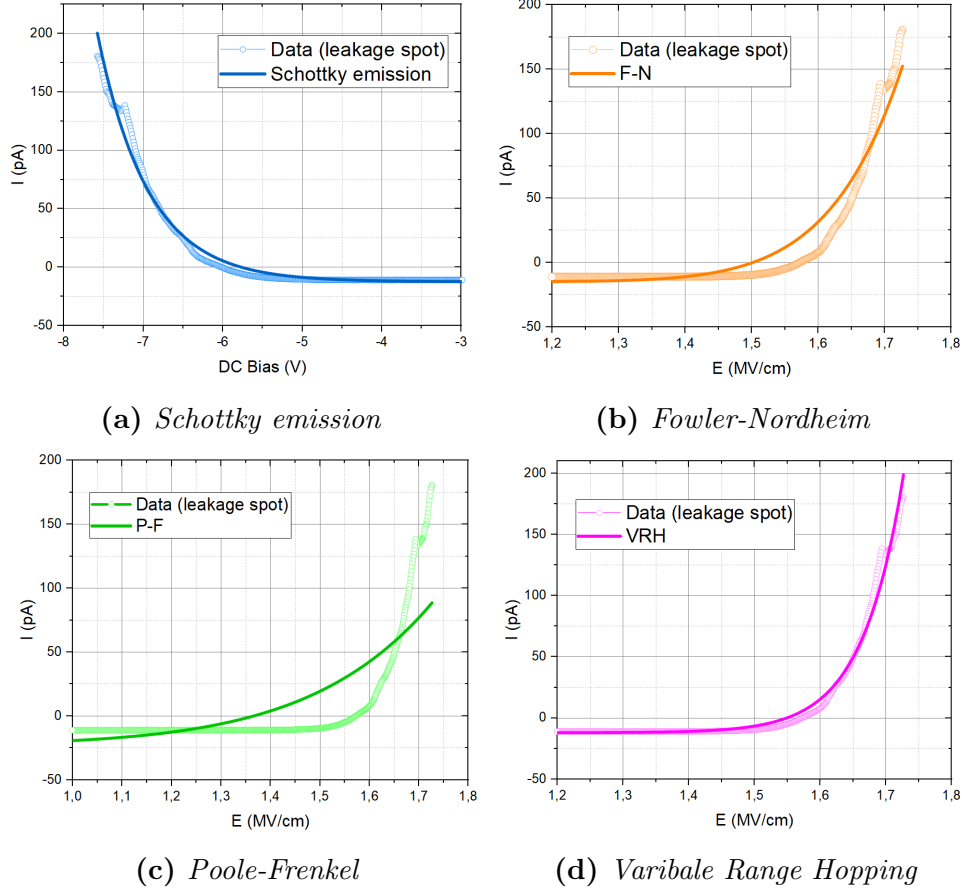 200
150
100
50
0
-50
I (pA)
Data (leakage spot)
Schottky emission
-8
-7
-6
-5
-4
-3
DC Bias (V)
(a) Schottky emission
200
150
100
50
0
-50
I (pA)
Data (leakage spot)
F-N
1,2
1,3
1,4
1,5
1,6
1,7
1,8
E (MV/cm)
(b) Fowler-Nordheim
200
150
100
50
0
-50
I (pA)
Data (leakage spot)
P-F
1,0
1,1
1,2
1,3
1,4
1,5
1,6
1,7
1,8
E (MV/cm)
(c) Poole-Frenkel
200
150
100
50
0
-50
I (pA)
Data (leakage spot)
VRH
1,2
1,3
1,4
1,5
1,6
1,7
1,8
E (MV/cm)
(d) Varibale Range Hopping